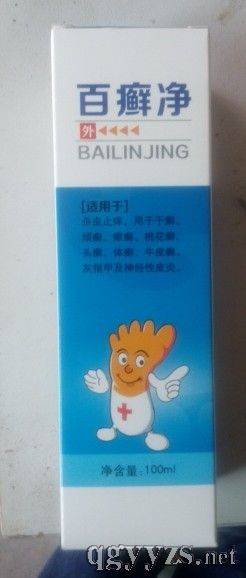 百癣净
外
BAILINJING
[适用于]
杀虫止痒，用于干癣、
顽癣、癞癣、桃花癣、
头癣、体癣、牛皮癣、
灰指甲及神经性皮炎。
净含量：100ml
qgyyzs.net